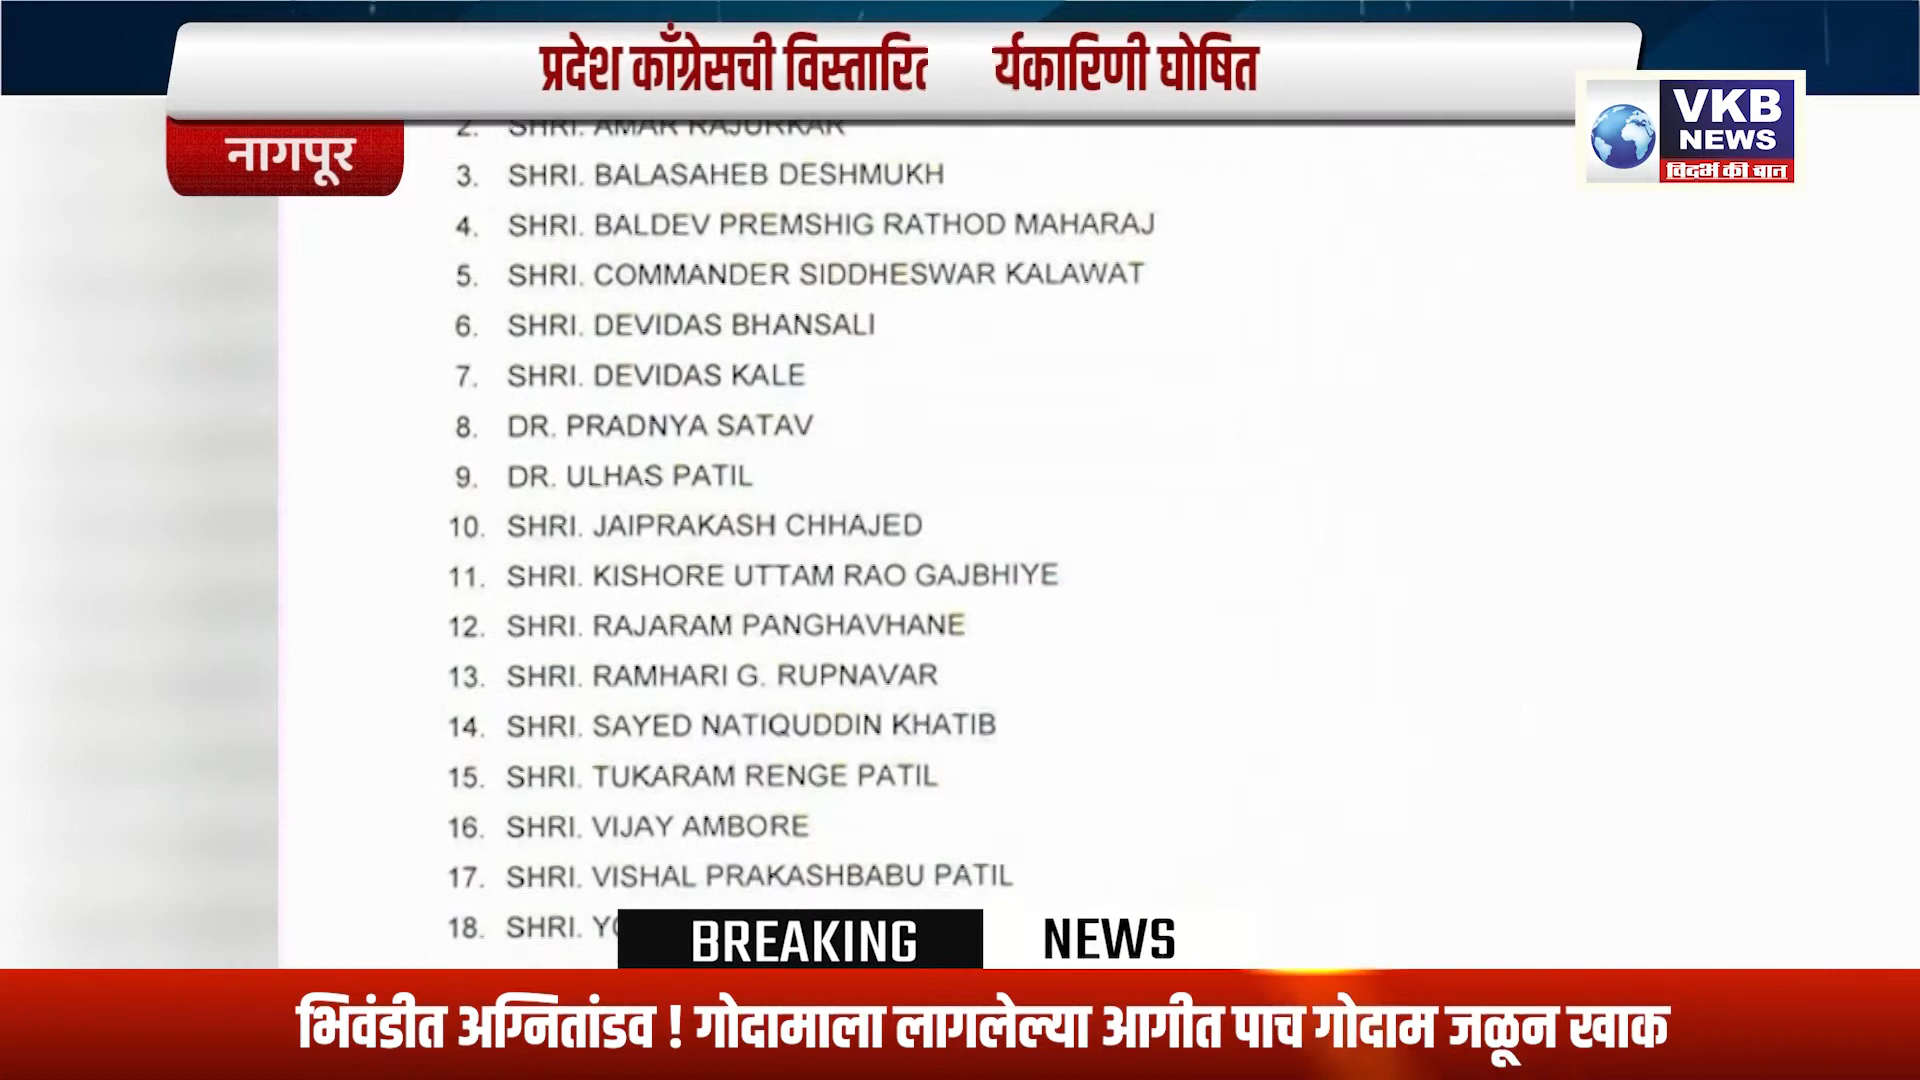 प्रदेश काँग्रेसची विस्तारित र्यकारिणी घोषित
नागपूर
VKB
NEWS
विदर्भ की बात
2. SHRI. AMAR RAJURKAR
3. SHRI. BALASAHEB DESHMUKH
4. SHRI. BALDEV PREMSHIG RATHOD MAHARAJ
5. SHRI. COMMANDER SIDDHESWAR KALAWAT
6. SHRI. DEVIDAS BHANSALI
7. SHRI. DEVIDAS KALE
8. DR. PRADNYA SATAV
9. DR. ULHAS PATIL
10. SHRI. JAIPRAKASH CHHAJED
11. SHRI. KISHORE UTTAM RAO GAJBHIYE
12. SHRI. RAJARAM PANGHAVHANE
13. SHRI. RAMHARI G. RUPNAVAR
14. SHRI. SAYED NATIQUDDIN KHATIB
15. SHRI. TUKARAM RENGE PATIL
16. SHRI. VIJAY AMBORE
17. SHRI. VISHAL PRAKASHBABU PATIL
18. SHRI.
BREAKING NEWS
भिवंडीत अग्नितांडव ! गोदामाला लागलेल्या आगीत पाच गोदाम जळून खाक